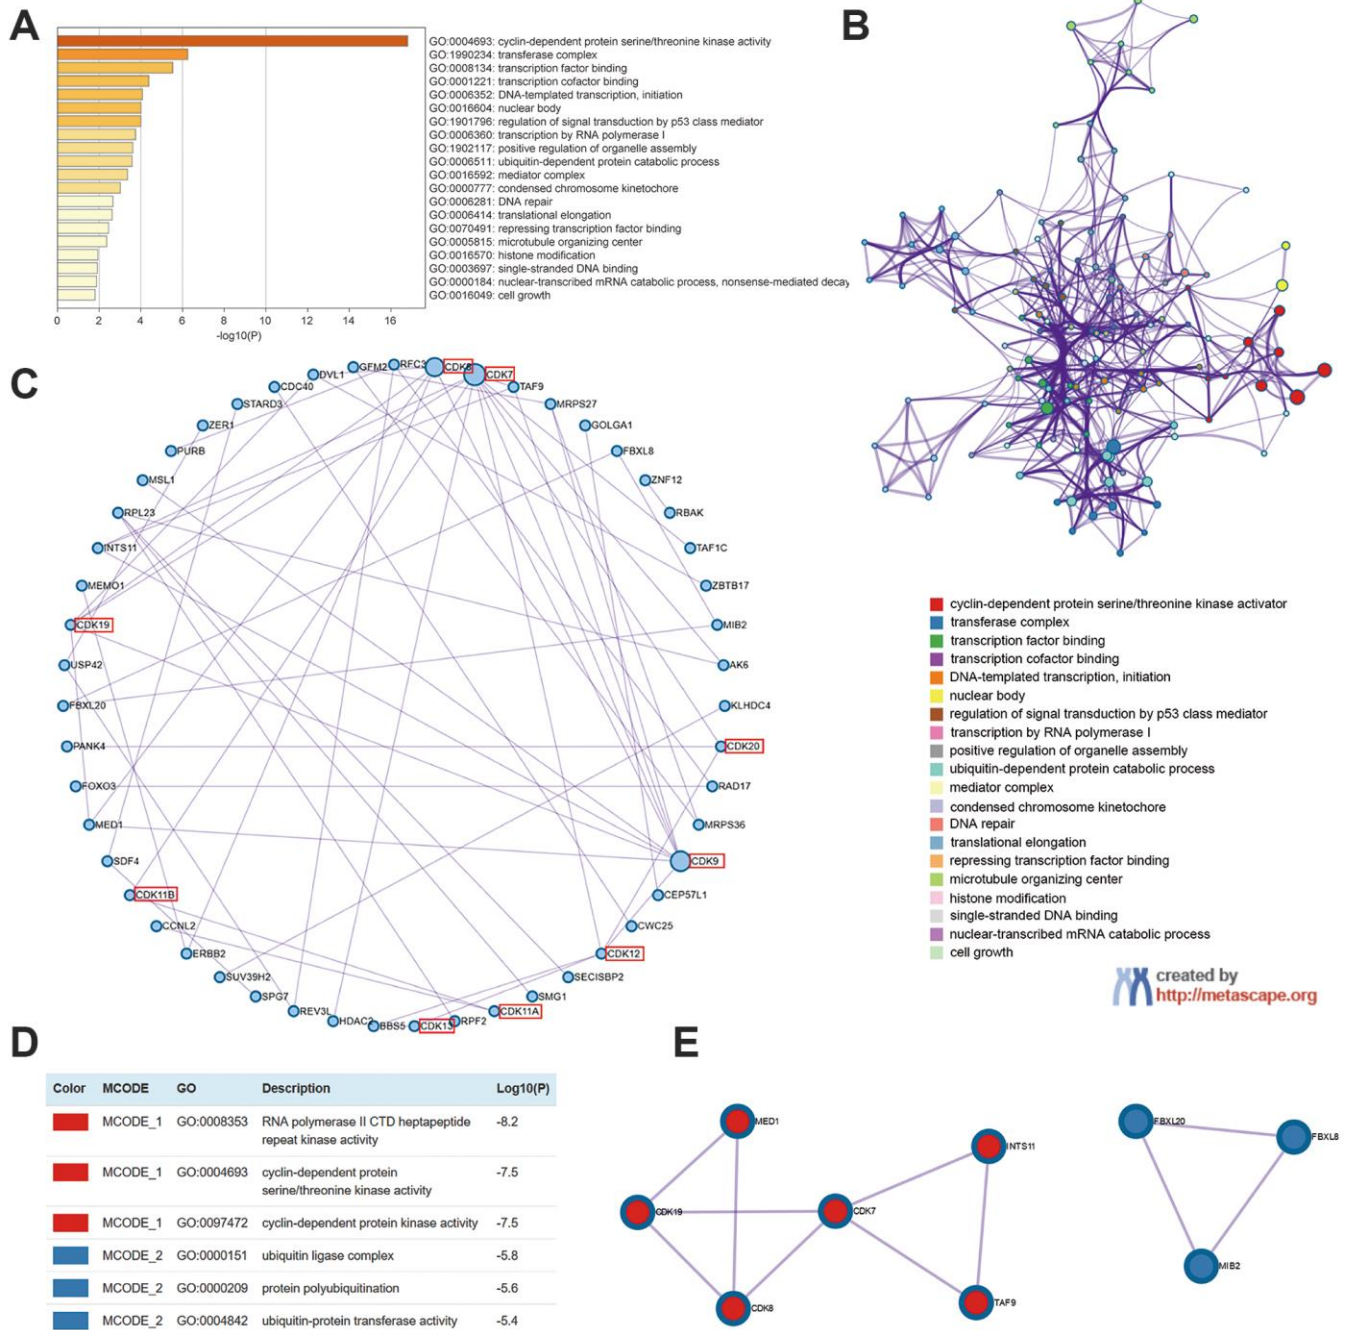 A
GO:0004693: cyclin-dependent protein serine/threonine kinase activity
GO:1990234: transferase complex
GO:0008134: transcription factor binding
GO:0001221: transcription cofactor binding
GO:0006352: DNA-templated transcription, initiation
GO:0016604: nuclear body
GO:1901796: regulation of signal transduction by p53 class mediator
GO:0006360: transcription by RNA polymerase I
GO:1902117: positive regulation of organelle assembly
GO:0006511: ubiquitin-dependent protein catabolic process
GO:0016592: mediator complex
GO:0000777: condensed chromosome kinetochore
GO:0006281: DNA repair
GO:0006414: translational elongation
GO:0070491: repressing transcription factor binding
GO:0005815: microtubule organizing center
GO:0016570: histone modification
GO:0003697: single-stranded DNA binding
GO:0000184: nuclear-transcribed mRNA catabolic process, nonsense-mediated decay
GO:0016049: cell growth
0 2 4 6 8 10 12 14 16
-log10(P)
B
cyclin-dependent protein serine/threonine kinase activator
transferase complex
transcription factor binding
transcription cofactor binding
DNA-templated transcription, initiation
nuclear body
regulation of signal transduction by p53 class mediator
transcription by RNA polymerase I
positive regulation of organelle assembly
ubiquitin-dependent protein catabolic process
mediator complex
condensed chromosome kinetochore
DNA repair
translational elongation
repressing transcription factor binding
microtubule organizing center
histone modification
single-stranded DNA binding
nuclear-transcribed mRNA catabolic process
cell growth
created by
http://metascape.org
C
CDK8
CDK7
TAF9
MRPS27
GOLGA1
FBXL8
ZNF12
RBAK
TAF1C
ZBTB17
MIB2
AK6
KLHDC4
CDK20
RAD17
MRPS36
CDK9
CEP57L1
CWC25
CDK12
SECISBP2
SMG1
CDK11A
RPF2
CDK13
BBS5
HDAC2
REV3L
SPG7
SUV39H2
ERBB2
CCNL2
CDK11B
SDF4
MED1
FOXO3
PANK4
FBXL20
USP42
CDK19
MEMO1
INTS11
RPL23
MSL1
PURB
ZER1
STARD3
CDC40
DVL1
GFM2
RFC3
D
Color MCODE GO Description Log10(P)
MCODE_1 GO:0008353 RNA polymerase II CTD heptapeptide -8.2
repeat kinase activity
MCODE_1 GO:0004693 cyclin-dependent protein -7.5
serine/threonine kinase activity
MCODE_1 GO:0097472 cyclin-dependent protein kinase activity -7.5
MCODE_2 GO:0000151 ubiquitin ligase complex -5.8
MCODE_2 GO:0000209 protein polyubiquitination -5.6
MCODE_2 GO:0004842 ubiquitin-protein transferase activity -5.4
E
MED1
CDK19
CDK7
CDK8
INTS11
TAF9
FBXL20
FBXL8
MIB2